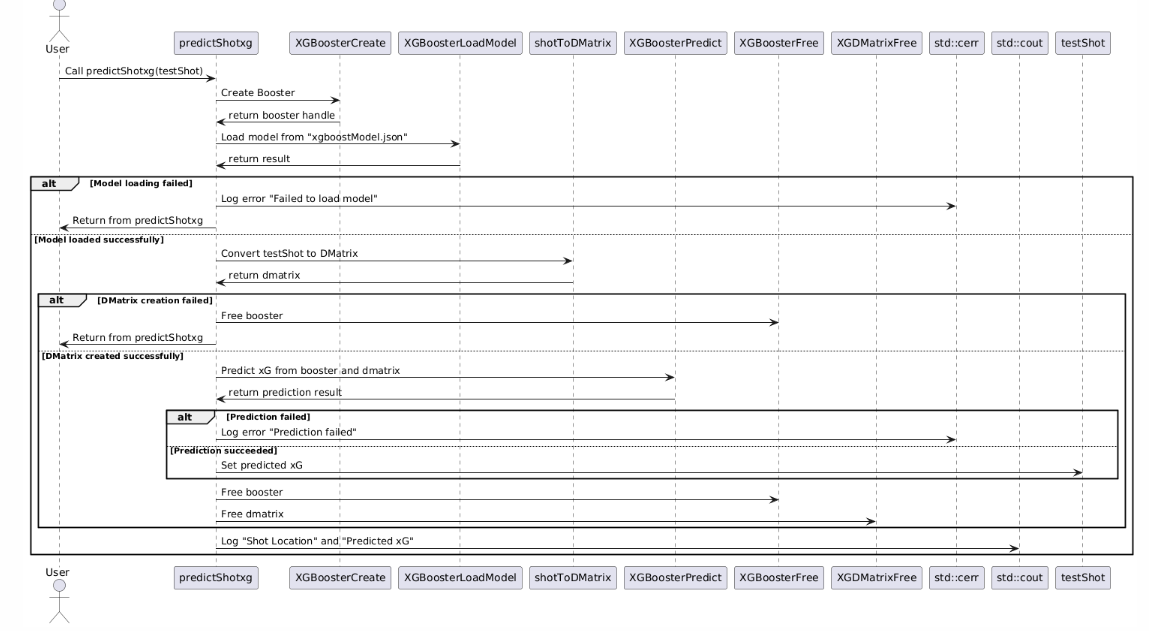 User
predictShotxg
XGBoosterCreate
XGBoosterLoadModel
shotToDMatrix
XGBoosterPredict
XGBoosterFree
XGDMatrixFree
std::cerr
std::cout
testShot
Call predictShotxg(testShot)
Create Booster
return booster handle
Load model from "xgboostModel.json"
return result
alt
[Model loading failed]
Log error "Failed to load model"
Return from predictShotxg
[Model loaded successfully]
Convert testShot to DMatrix
return dmatrix
alt
[DMatrix creation failed]
Free booster
Return from predictShotxg
[DMatrix created successfully]
Predict xG from booster and dmatrix
return prediction result
alt
[Prediction failed]
Log error "Prediction failed"
[Prediction succeeded]
Set predicted xG
Free booster
Free dmatrix
Log "Shot Location" and "Predicted xG"
User
predictShotxg
XGBoosterCreate
XGBoosterLoadModel
shotToDMatrix
XGBoosterPredict
XGBoosterFree
XGDMatrixFree
std::cerr
std::cout
testShot